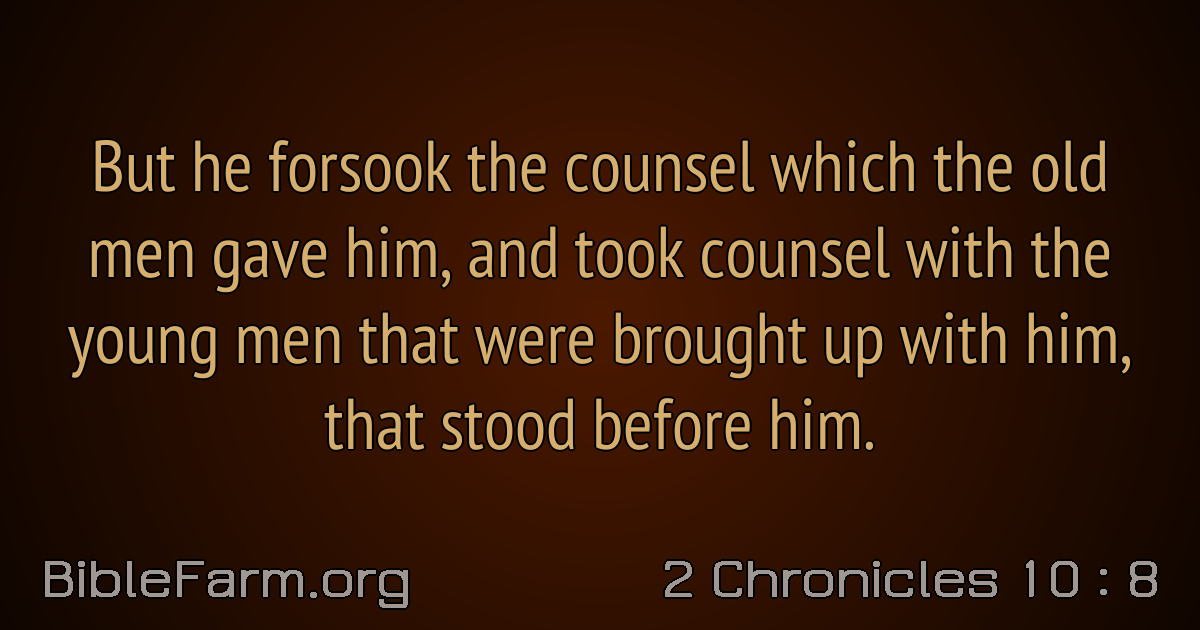 But he forsook the counsel which the old
men gave him, and took counsel with the
young men that were brought up with him,
that stood before him.
BibleFarm.org
2 Chronicles 10 : 8